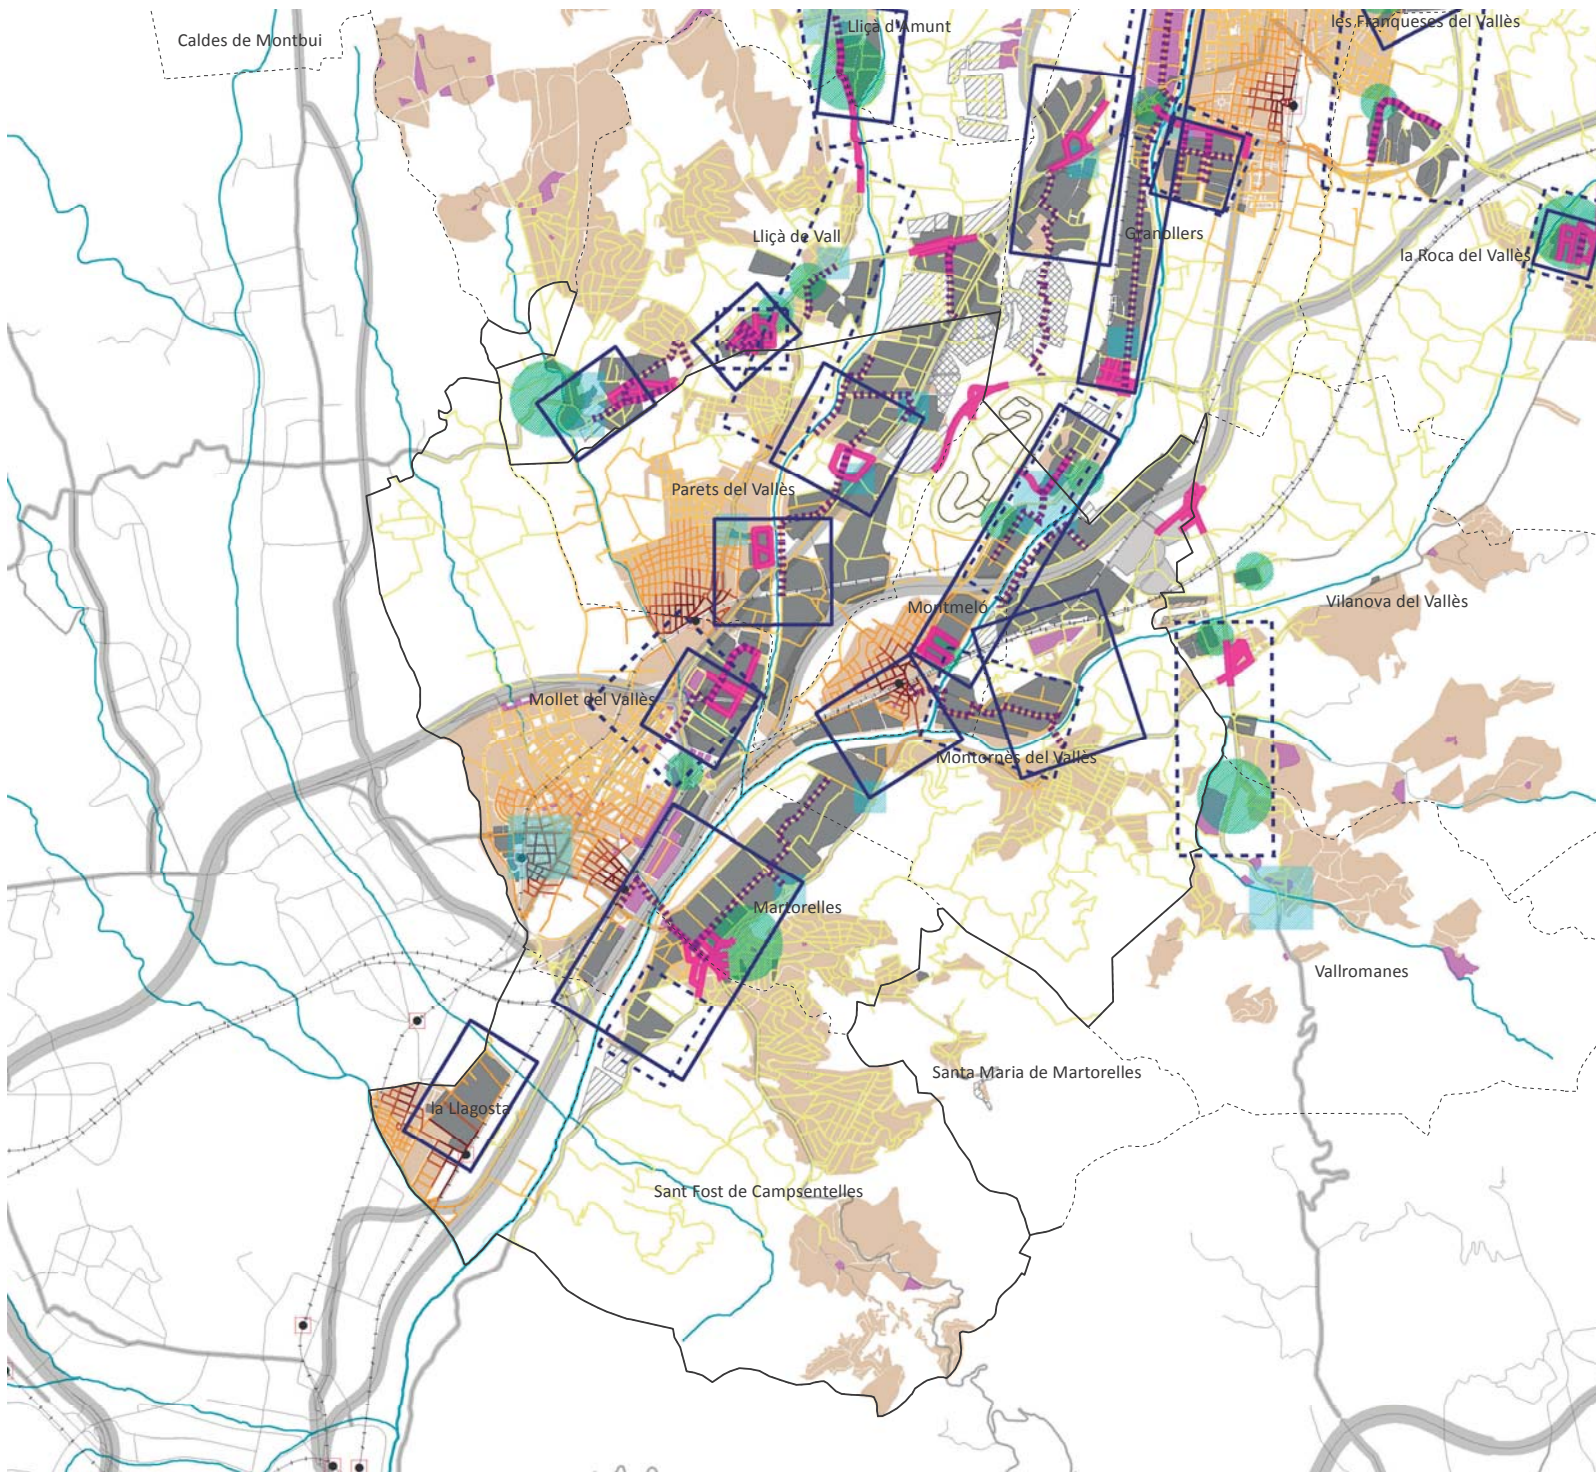 Lliçà d'Amunt
les Franqueses del Vallès
Caldes de Montbui
Lliçà de Vall
Granollers
la Roca del Vallès
Parets del Vallès
Montmeló
Vilanova del Vallès
Mollet del Vallès
Montornès del Vallès
Martorelles
Vallromanes
Santa Maria de Martorelles
la Llagosta
Sant Fost de Campsentelles